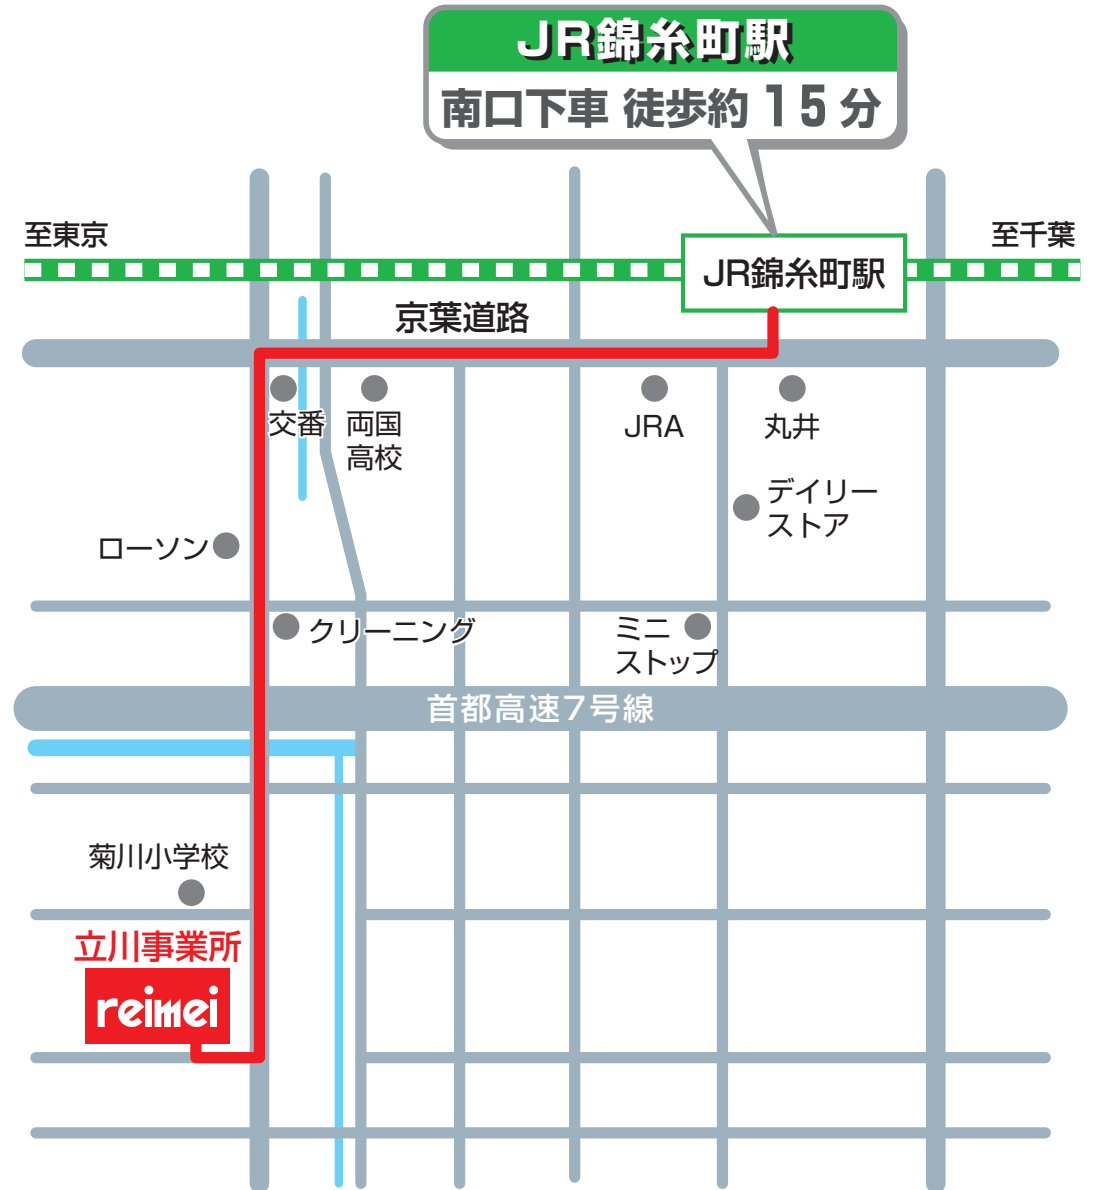 JR錦糸町駅
南口下車 徒歩約 15 分
至東京
至千葉
JR錦糸町駅
京葉道路
交番
両国
高校
JRA
丸井
デイリー
ストア
ローソン
クリーニング
ミニ
ストップ
首都高速7号線
菊川小学校
立川事業所
reimei